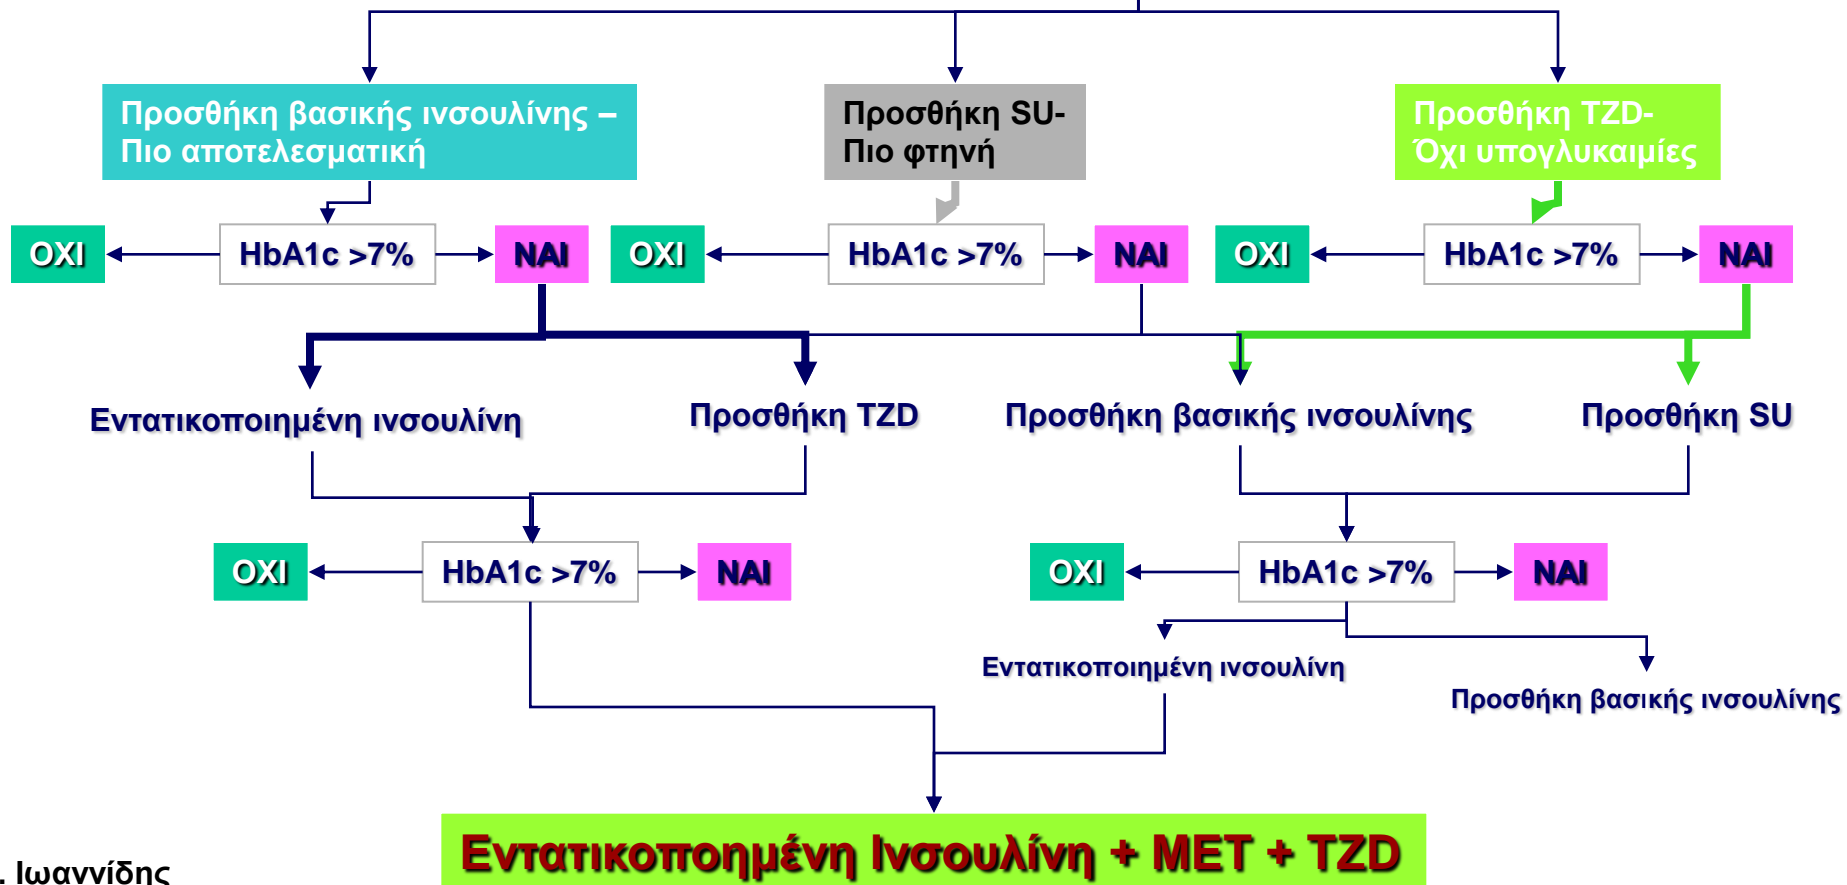 Προσθήκη βασικής ινσουλίνης –
Πιο αποτελεσματική
Προσθήκη SU-
Πιο φτηνή
Προσθήκη TZD-
Όχι υπογλυκαιμίες
ΟΧΙ
HbA1c >7%
ΝΑΙ
ΟΧΙ
HbA1c >7%
ΝΑΙ
ΟΧΙ
HbA1c >7%
ΝΑΙ
Εντατικοποιημένη ινσουλίνη
Προσθήκη TZD
Προσθήκη βασικής ινσουλίνης
Προσθήκη SU
ΟΧΙ
HbA1c >7%
ΝΑΙ
ΟΧΙ
HbA1c >7%
ΝΑΙ
Εντατικοποιημένη ινσουλίνη
Προσθήκη βασικής ινσουλίνης
Εντατικοποημένη Ινσουλίνη + MET + TZD
. Ιωαννίδης